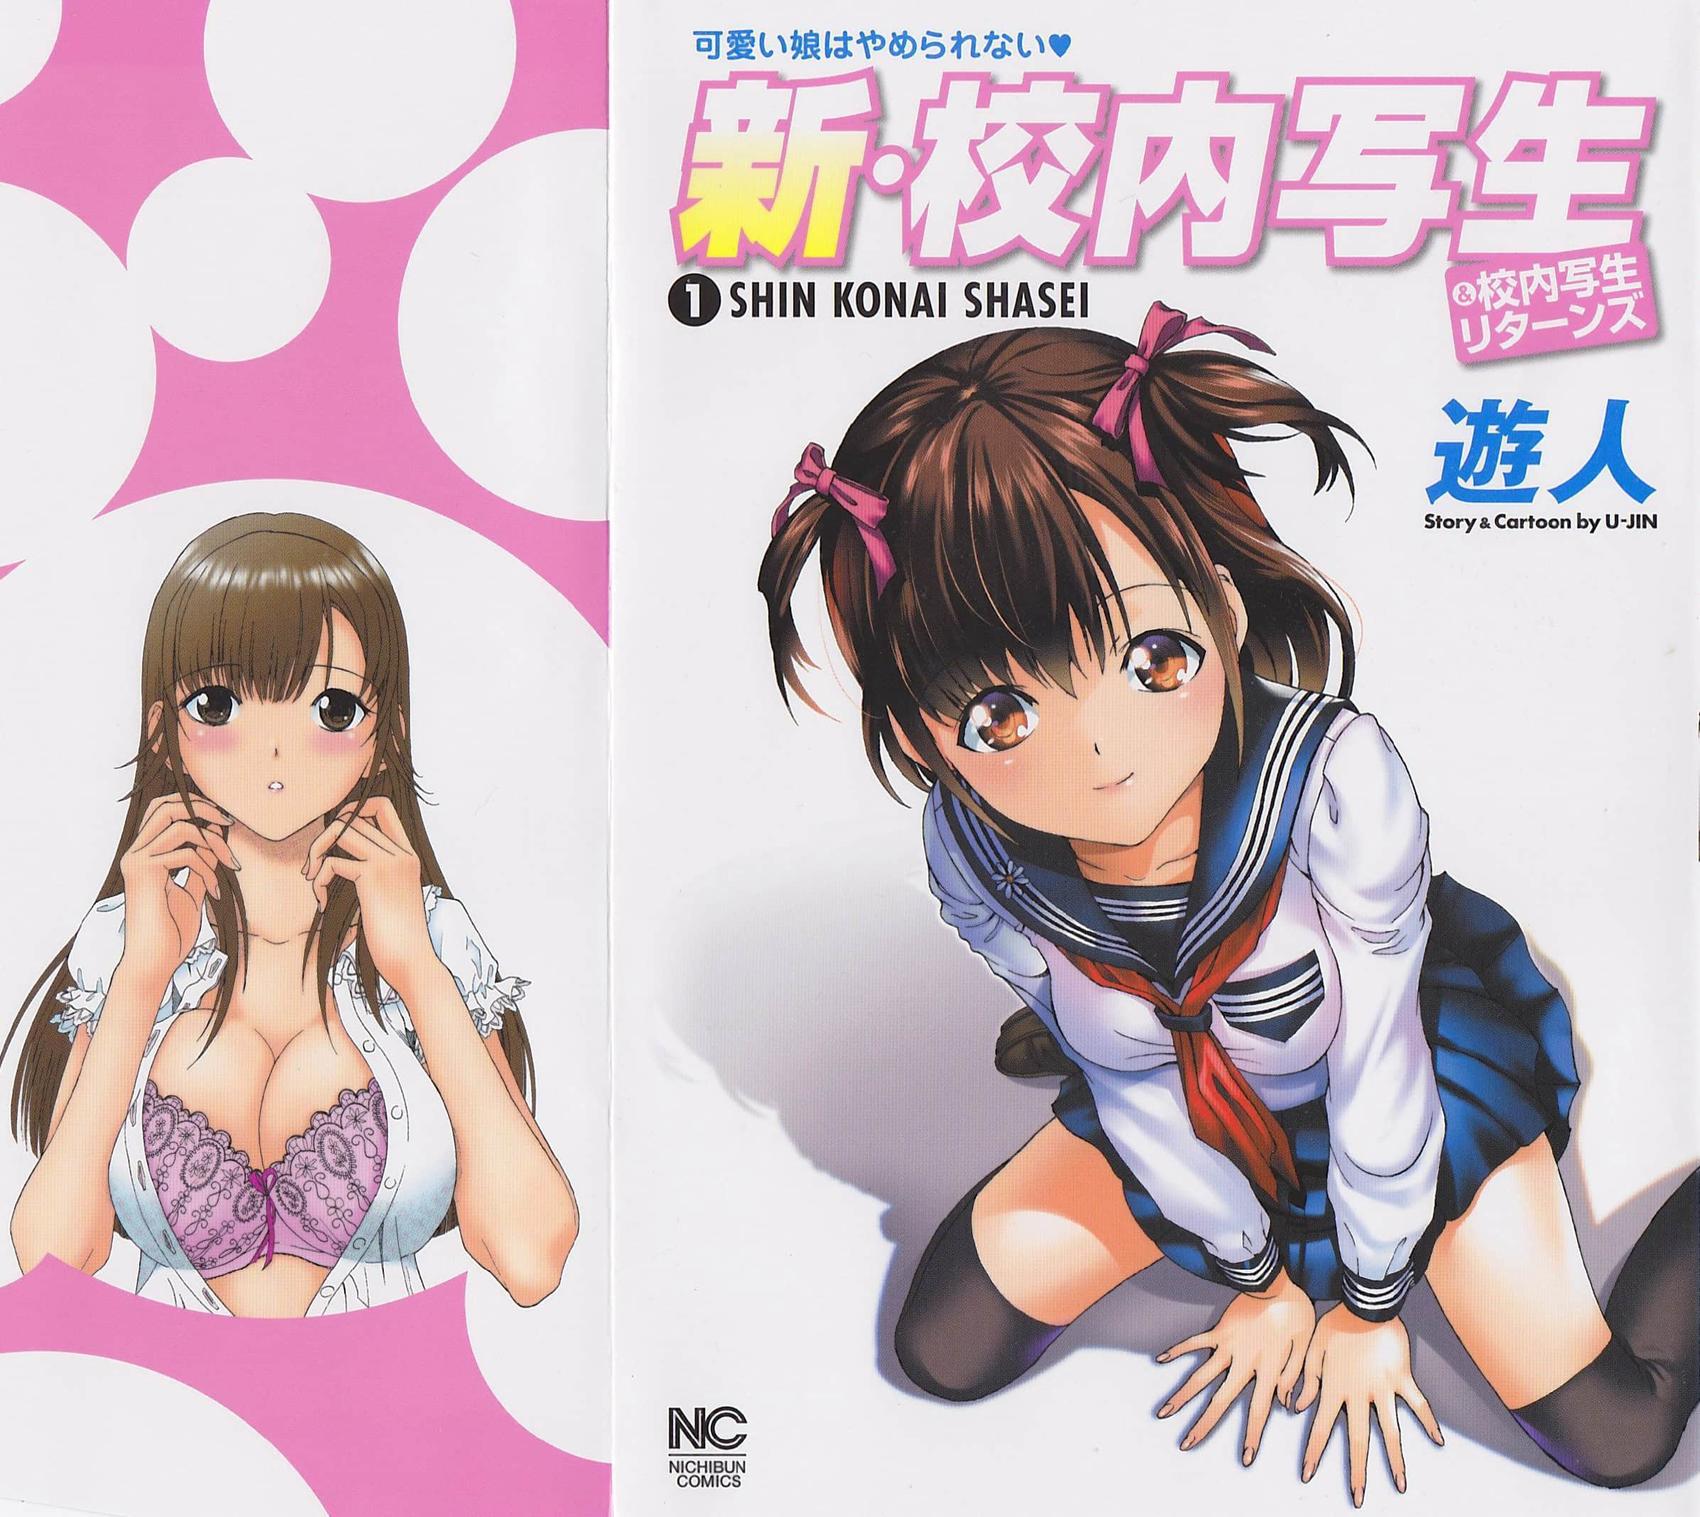 可愛い娘はやめられない♥
新・校内写生
1 SHIN KONAI SHASEI
&校内写生
リターンズ
遊人
Story & Cartoon by U-JIN
NC
NICHIBUN
COMICS